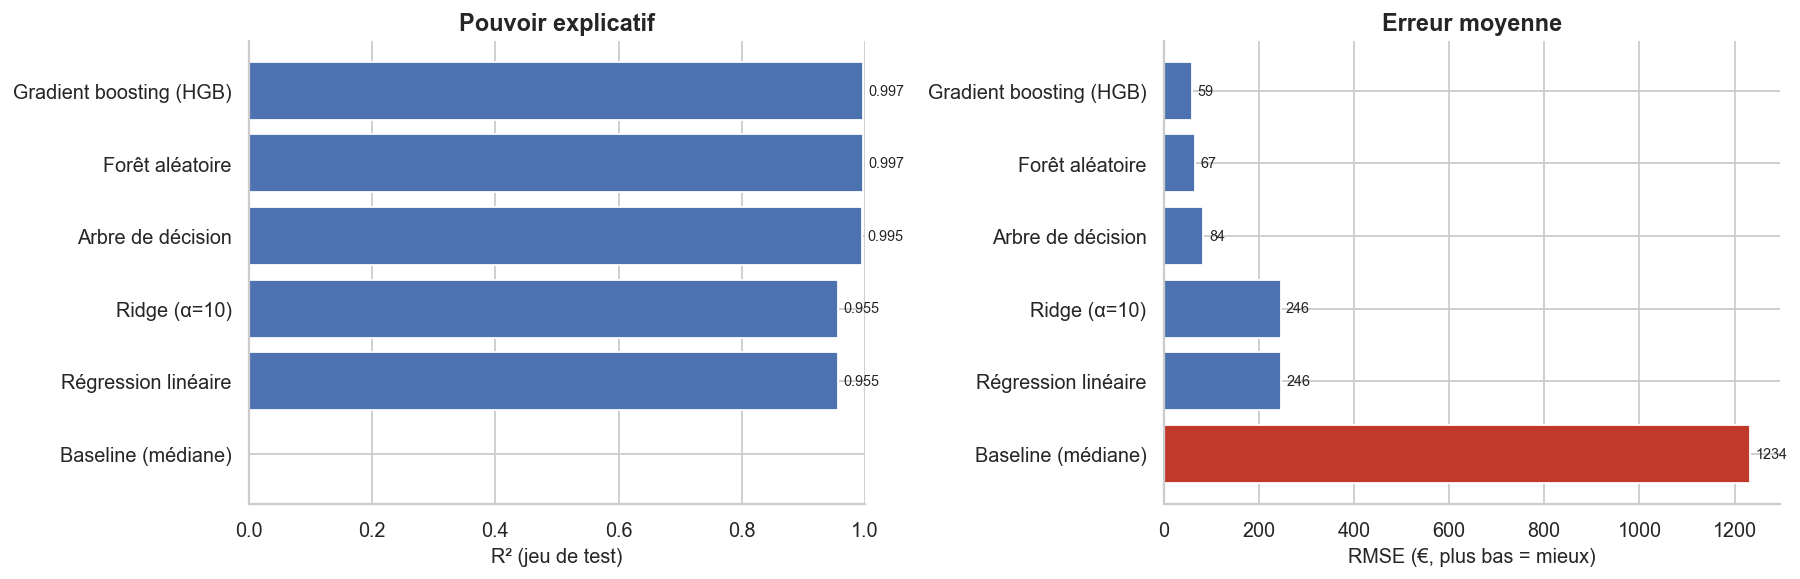 Pouvoir explicatif
Gradient boosting (HGB)
0.997
Forêt aléatoire
0.997
Arbre de décision
0.995
Ridge (α=10)
0.955
Régression linéaire
0.955
Baseline (médiane)
0.0 0.2 0.4 0.6 0.8 1.0
R² (jeu de test)
Erreur moyenne
Gradient boosting (HGB)
59
Forêt aléatoire
67
Arbre de décision
84
Ridge (α=10)
246
Régression linéaire
246
Baseline (médiane)
1234
0 200 400 600 800 1000 1200
RMSE (€, plus bas = mieux)